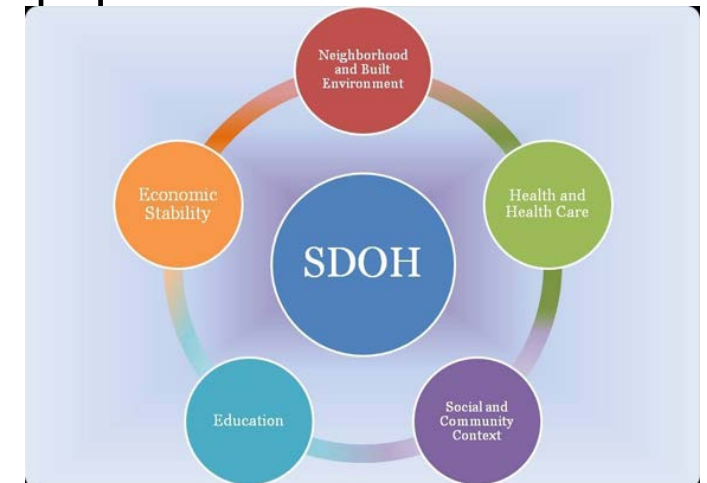 Neighborhood
and Built
Environment
Economic
Stability
Health and
Health Care
SDOH
Education
Social and
Community
Context